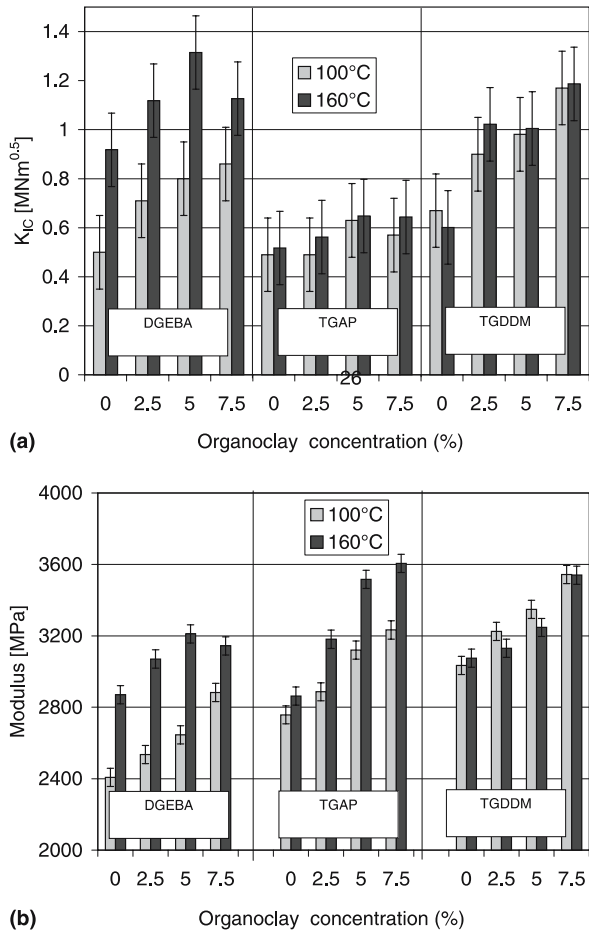 1.4
1.2
1
0.8
0.6
0.4
0.2
0
K_IC [MNm^0.5]
100°C
160°C
DGEBA
TGAP
TGDDM
26
0 2.5 5 7.5 0 2.5 5 7.5 0 2.5 5 7.5
(a) Organoclay concentration (%)
4000
3600
3200
2800
2400
2000
Modulus [MPa]
100°C
160°C
DGEBA
TGAP
TGDDM
0 2.5 5 7.5 0 2.5 5 7.5 0 2.5 5 7.5
(b) Organoclay concentration (%)